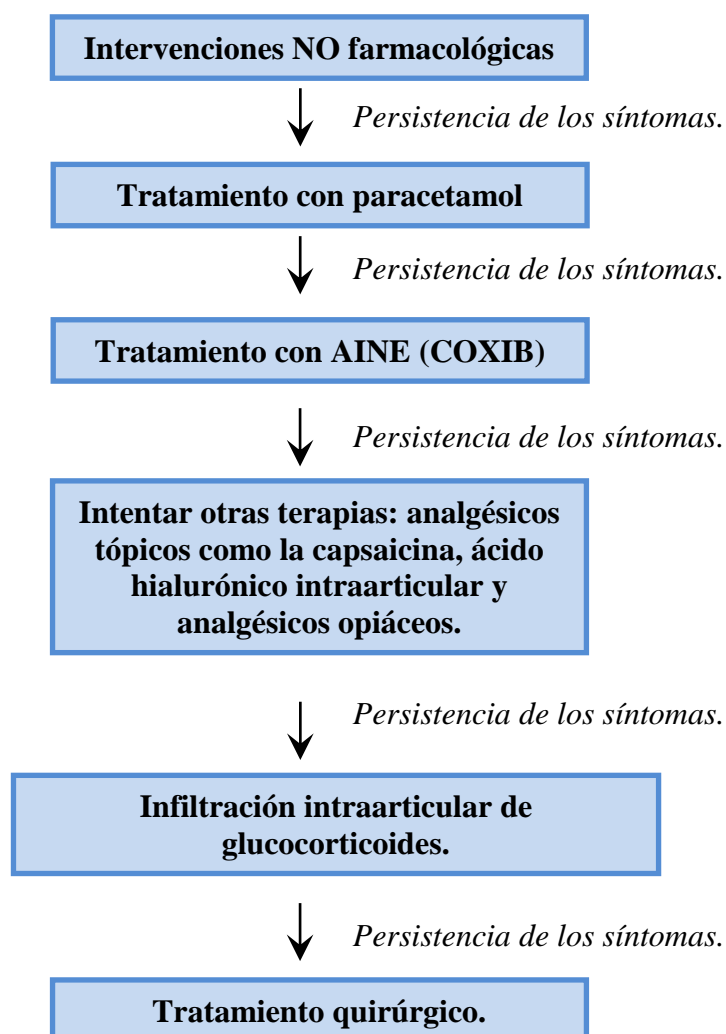 Intervenciones NO farmacológicas
Persistencia de los síntomas.
Tratamiento con paracetamol
Persistencia de los síntomas.
Tratamiento con AINE (COXIB)
Persistencia de los síntomas.
Intentar otras terapias: analgésicos
tópicos como la capsaicina, ácido
hialurónico intraarticular y
analgésicos opiáceos.
Persistencia de los síntomas.
Infiltración intraarticular de
glucocorticoides.
Persistencia de los síntomas.
Tratamiento quirúrgico.